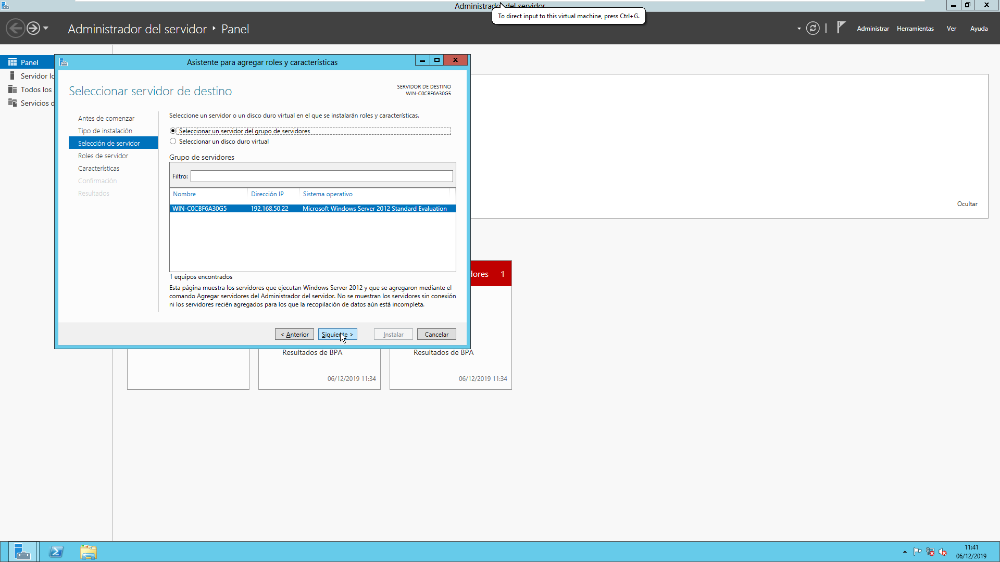 Administrador del servidor
To direct input to this virtual machine, press Ctrl+G.
Administrador del servidor ‣ Panel
Administrar Herramientas Ver Ayuda
Panel
Servidor lo
Todos los
Servicios d
Asistente para agregar roles y características
Seleccionar servidor de destino
SERVIDOR DE DESTINO
WIN-C0CBF6A30G5
Antes de comenzar
Tipo de instalación
Selección de servidor
Roles de servidor
Características
Confirmación
Resultados
Seleccione un servidor o un disco duro virtual en el que se instalarán roles y características.
Seleccionar un servidor del grupo de servidores
Seleccionar un disco duro virtual
Grupo de servidores
Filtro:
Nombre Dirección IP Sistema operativo
WIN-C0CBF6A30G5 192.168.50.22 Microsoft Windows Server 2012 Standard Evaluation
1 equipos encontrados
Esta página muestra los servidores que ejecutan Windows Server 2012 y que se agregaron mediante el
comando Agregar servidores del Administrador del servidor. No se muestran los servidores sin conexión
ni los servidores recién agregados para los que la recopilación de datos aún está incompleta.
< Anterior Siguiente > Instalar Cancelar
Ocultar
dores 1
Resultados de BPA
06/12/2019 11:34
Resultados de BPA
06/12/2019 11:34
11:41
06/12/2019